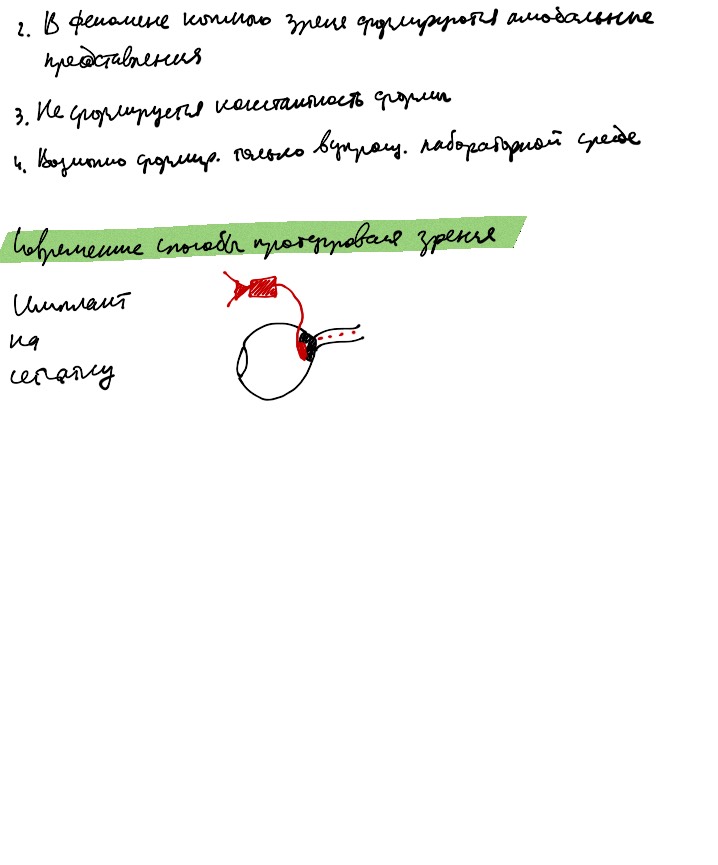 2. В феномене кожного зрения формируются амодальные
представления
3. Не формируется константность формы
4. Возможно формир. только в упрощ. лабораторной среде
Современные способы протезирования зрения
Имплант
на
сетчатку